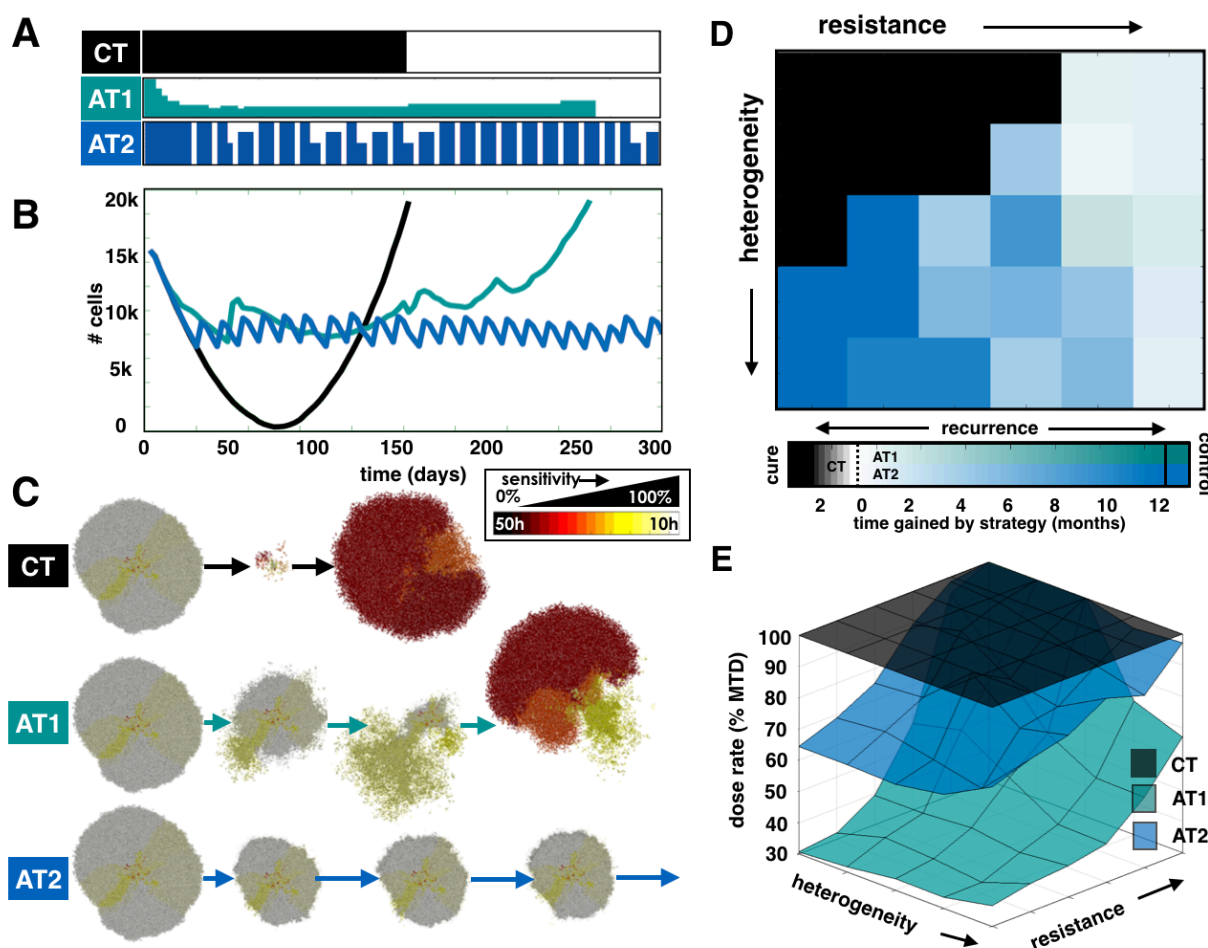 A
CT
AT1
AT2
B
# cells
20k
15k
10k
5k
0
0 50 100 150 200 250 300
time (days)
C
sensitivity
0% 100%
50h 10h
CT
AT1
AT2
D
resistance
heterogeneity
recurrence
cure
CT
AT1
AT2
control
2 0 2 4 6 8 10 12
time gained by strategy (months)
E
dose rate (% MTD)
100
90
80
70
60
50
40
30
heterogeneity
resistance
CT
AT1
AT2